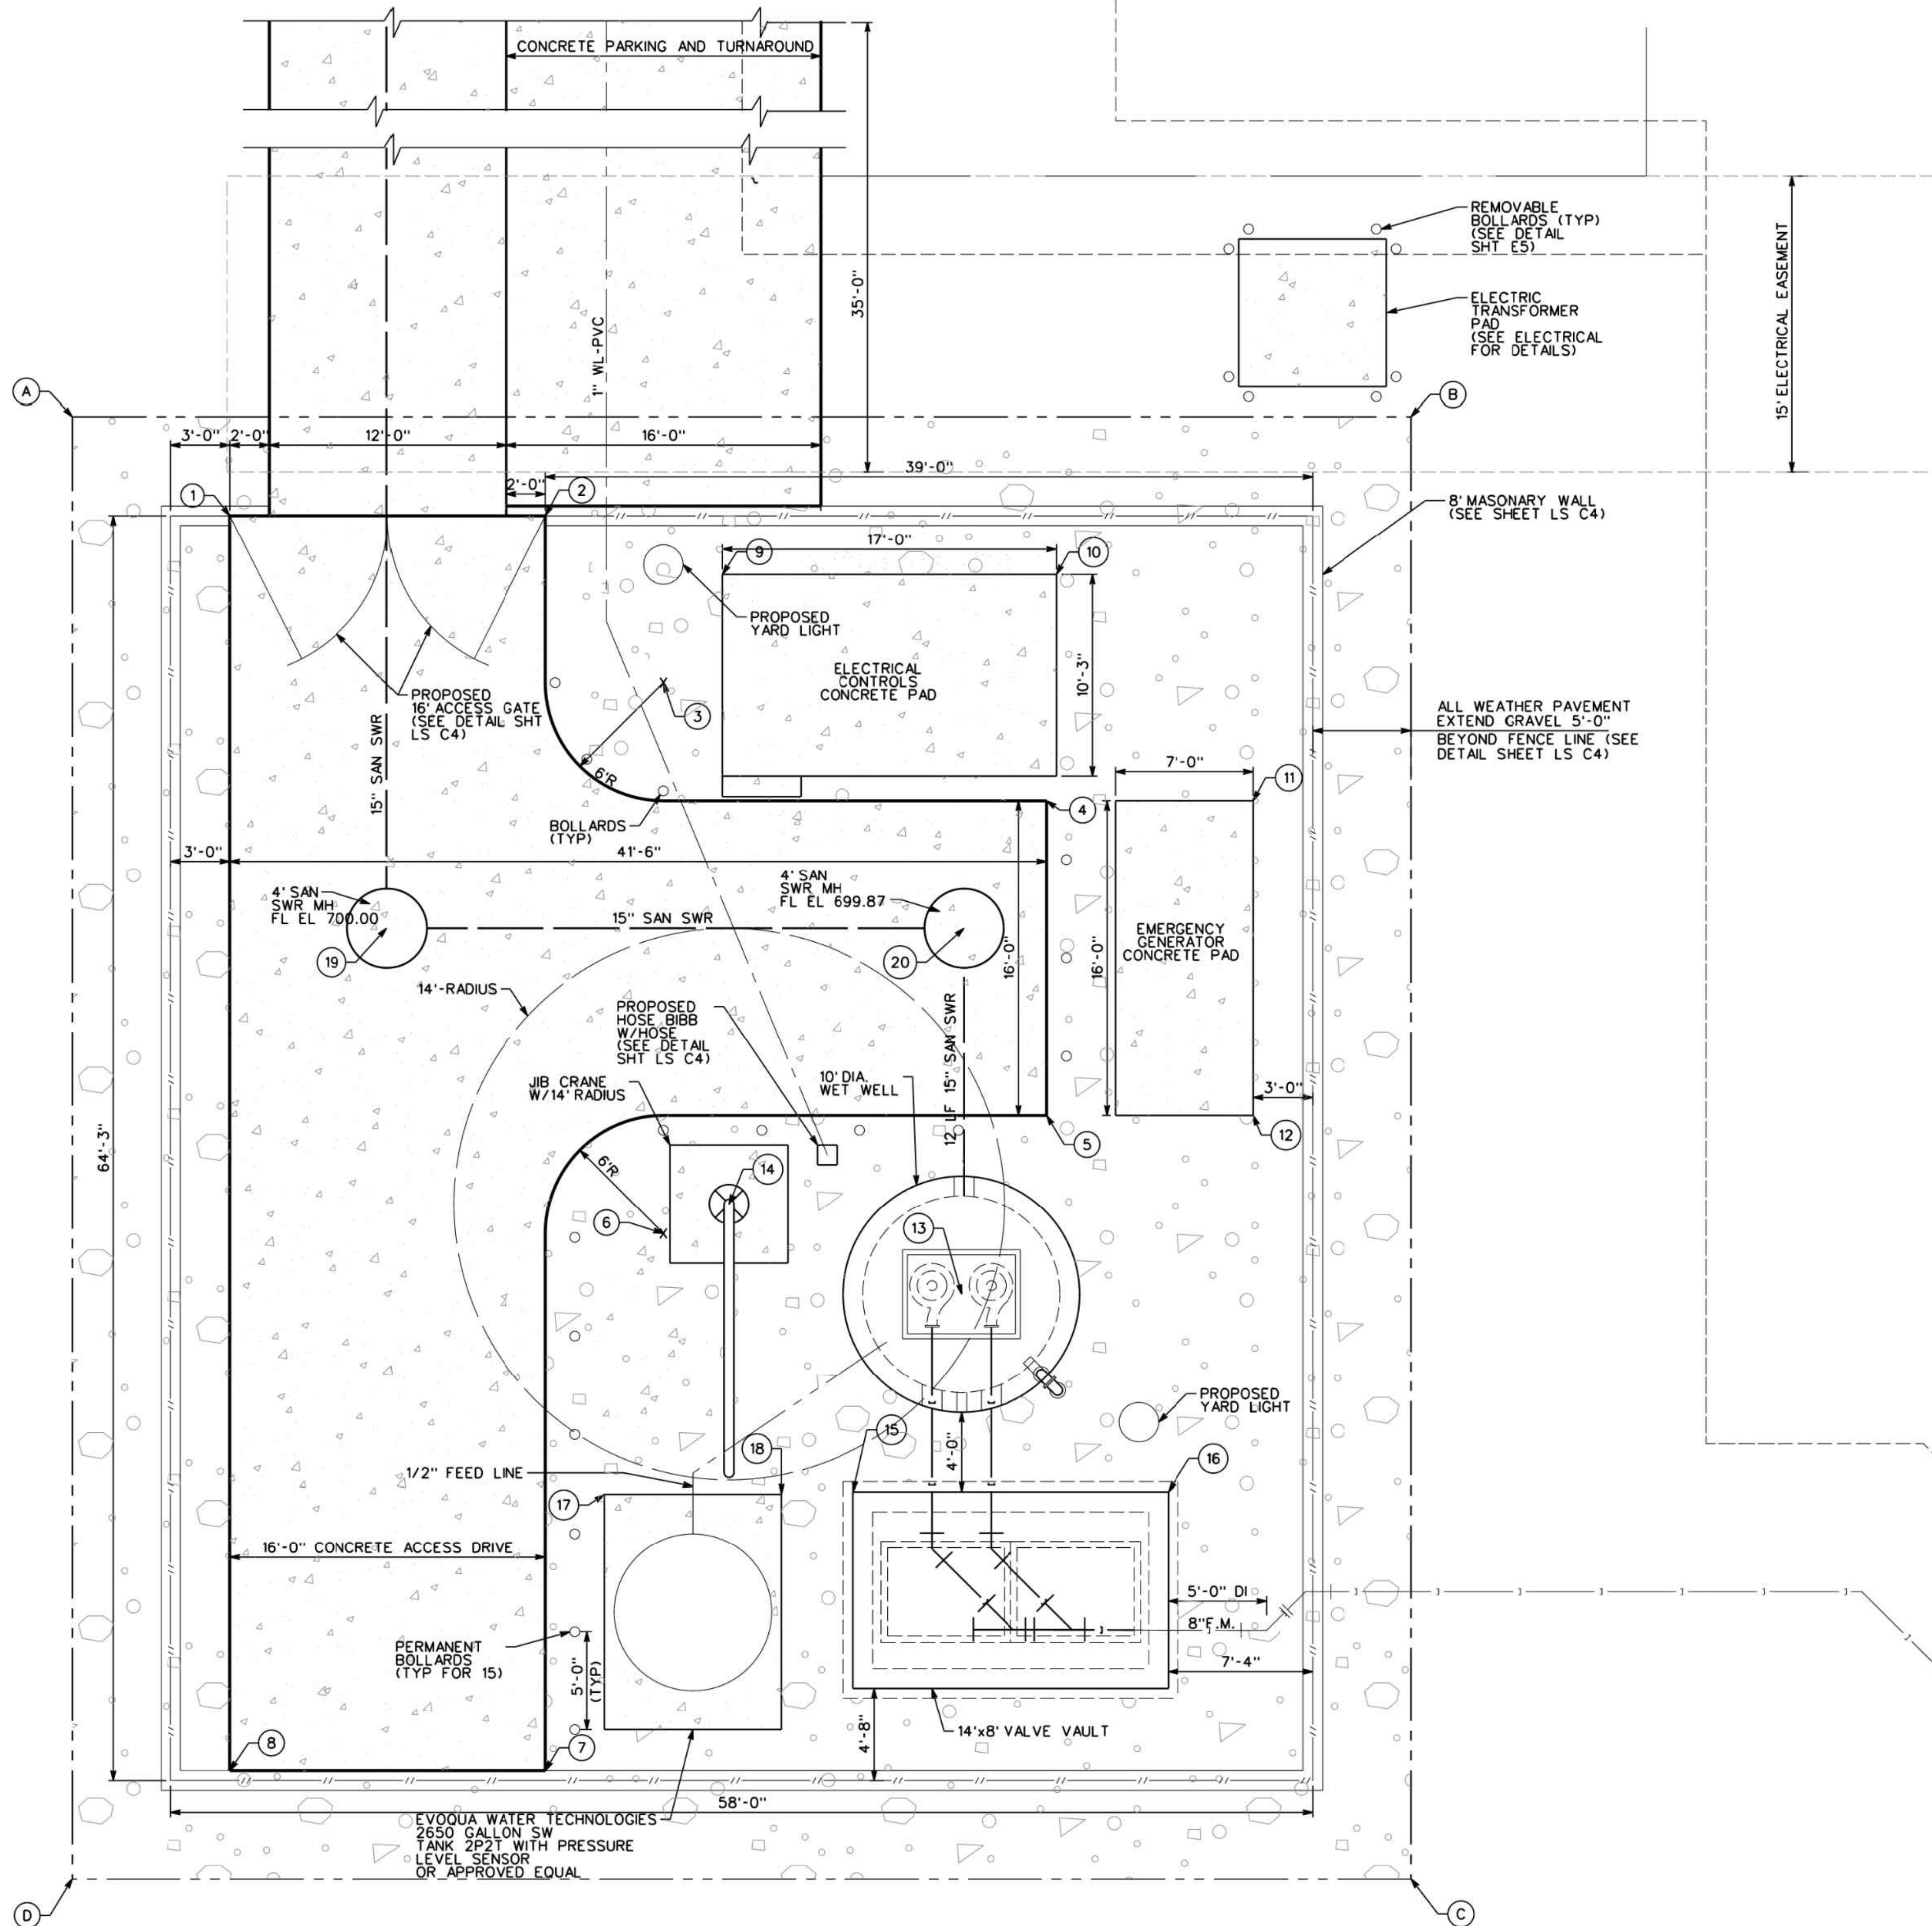 CONCRETE PARKING AND TURNAROUND
REMOVABLE
BOLLARDS (TYP)
(SEE DETAIL
SHT E5)
35'-0"
15' ELECTRICAL EASEMENT
ELECTRIC
TRANSFORMER
PAD
(SEE ELECTRICAL
FOR DETAILS)
1" WL-PVC
A
B
3'-0"
2'-0"
12'-0"
16'-0"
39'-0"
2'-0"
1
2
8' MASONARY WALL
(SEE SHEET LS C4)
17'-0"
9
10
PROPOSED
YARD LIGHT
ELECTRICAL
CONTROLS
CONCRETE PAD
10'-3"
PROPOSED
16' ACCESS GATE
(SEE DETAIL SHT
LS C4)
3
ALL WEATHER PAVEMENT
EXTEND GRAVEL 5'-0"
BEYOND FENCE LINE (SEE
DETAIL SHEET LS C4)
15" SAN SWR
6'R
7'-0"
11
4
BOLLARDS
(TYP)
3'-0"
41'-6"
4' SAN
SWR MH
FL EL 700.00
4' SAN
SWR MH
FL EL 699.87
15" SAN SWR
19
20
16'-0"
16'-0"
EMERGENCY
GENERATOR
CONCRETE PAD
14'-RADIUS
PROPOSED
HOSE BIBB
W/HOSE
(SEE DETAIL
SHT LS C4)
12 LF 15" SAN SWR
JIB CRANE
W/14' RADIUS
10' DIA.
WET WELL
3'-0"
5
12
64'-3"
6'R
14
6
13
PROPOSED
YARD LIGHT
15
4'-0"
18
16
1/2" FEED LINE
17
16'-0" CONCRETE ACCESS DRIVE
5'-0" DI
8"F.M.
PERMANENT
BOLLARDS
(TYP FOR 15)
5'-0"
(TYP)
7'-4"
4'-8"
14'x8' VALVE VAULT
8
7
58'-0"
EVOQUA WATER TECHNOLOGIES
2650 GALLON SW
TANK 2P2T WITH PRESSURE
LEVEL SENSOR
OR APPROVED EQUAL
D
C